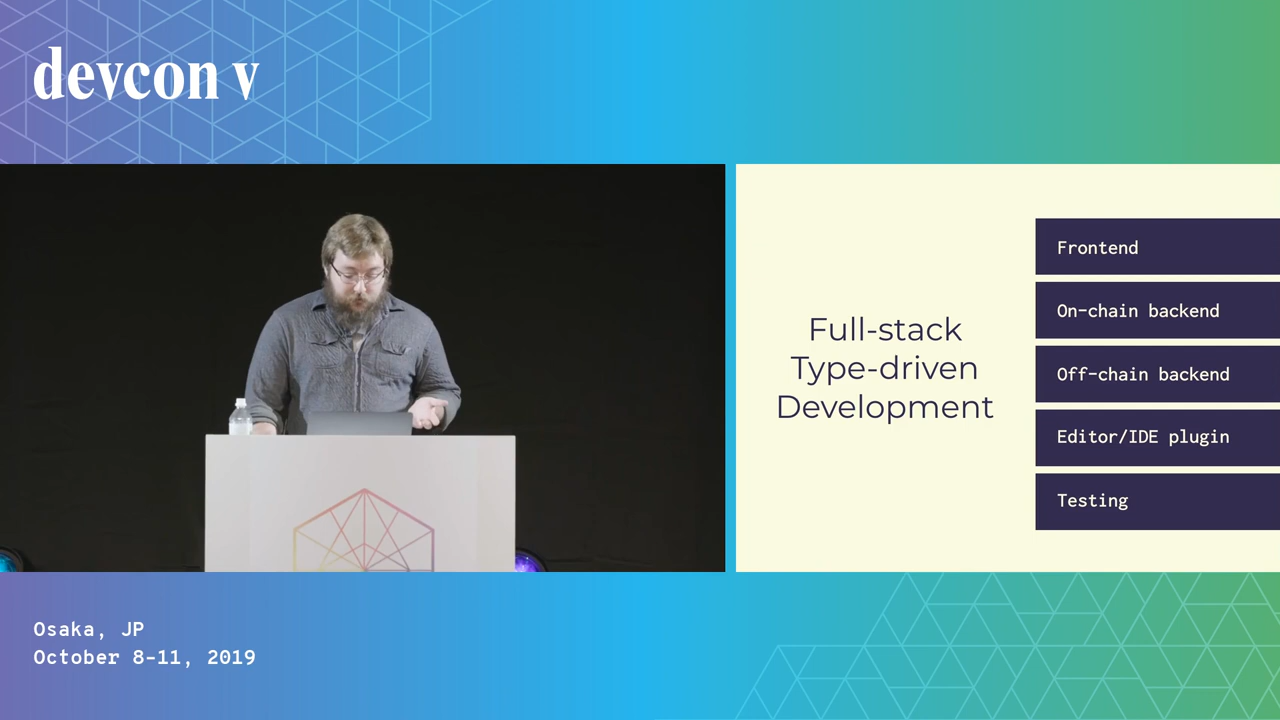 devcon v
Full-stack
Type-driven
Development
Frontend
On-chain backend
Off-chain backend
Editor/IDE plugin
Testing
Osaka, JP
October 8-11, 2019